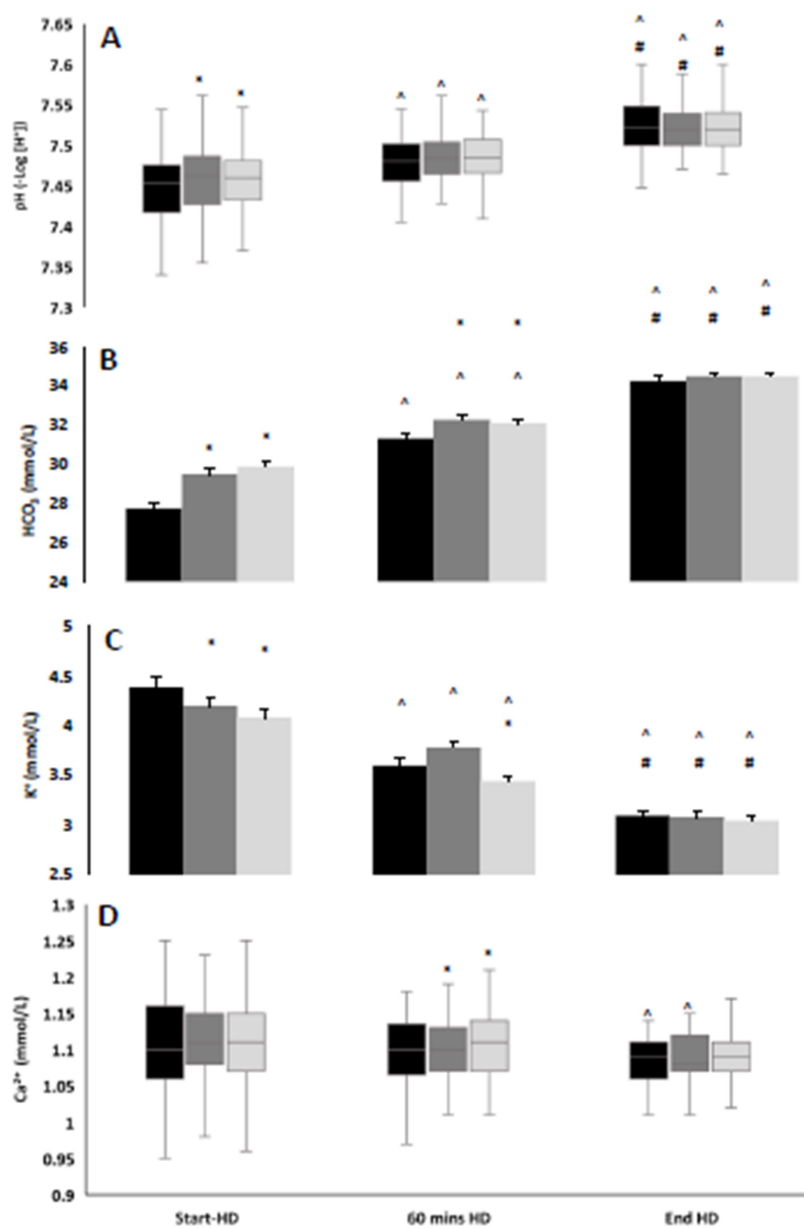 A
pH (-Log [H⁺])
7.65
7.6
7.55
7.5
7.45
7.4
7.35
7.3
* *
^ ^ ^
^ ^ ^
# # #
B
HCO₃ (mmol/L)
36
34
32
30
28
26
24
* *
* *
^ ^ ^
^ ^ ^
# # #
C
K⁺ (mmol/L)
5
4.5
4
3.5
3
2.5
* *
^ ^ ^
*
^ ^ ^
# # #
D
Ca²⁺ (mmol/L)
1.3
1.25
1.2
1.15
1.1
1.05
1
0.95
0.9
* *
^ ^
Start-HD 60 mins HD End HD